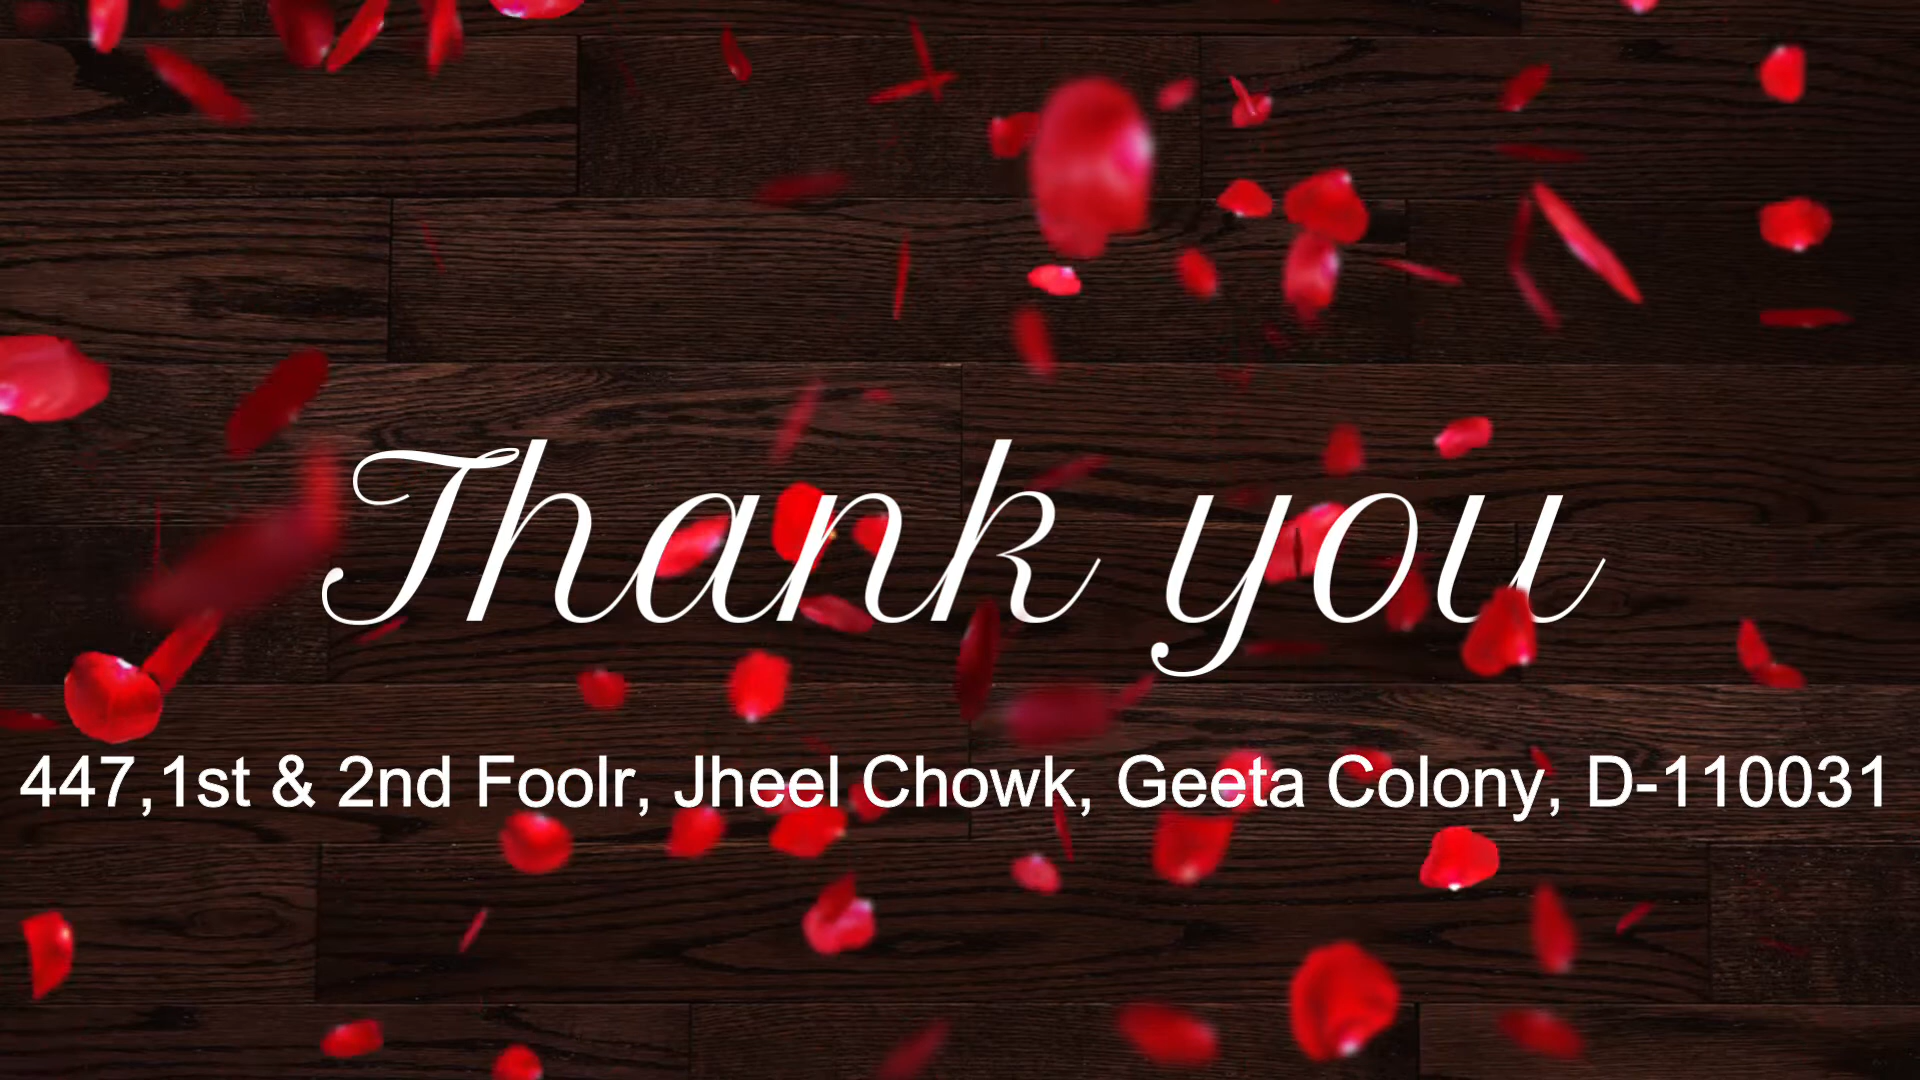 Thank you
447,1st & 2nd Foolr, Jheel Chowk, Geeta Colony, D-110031